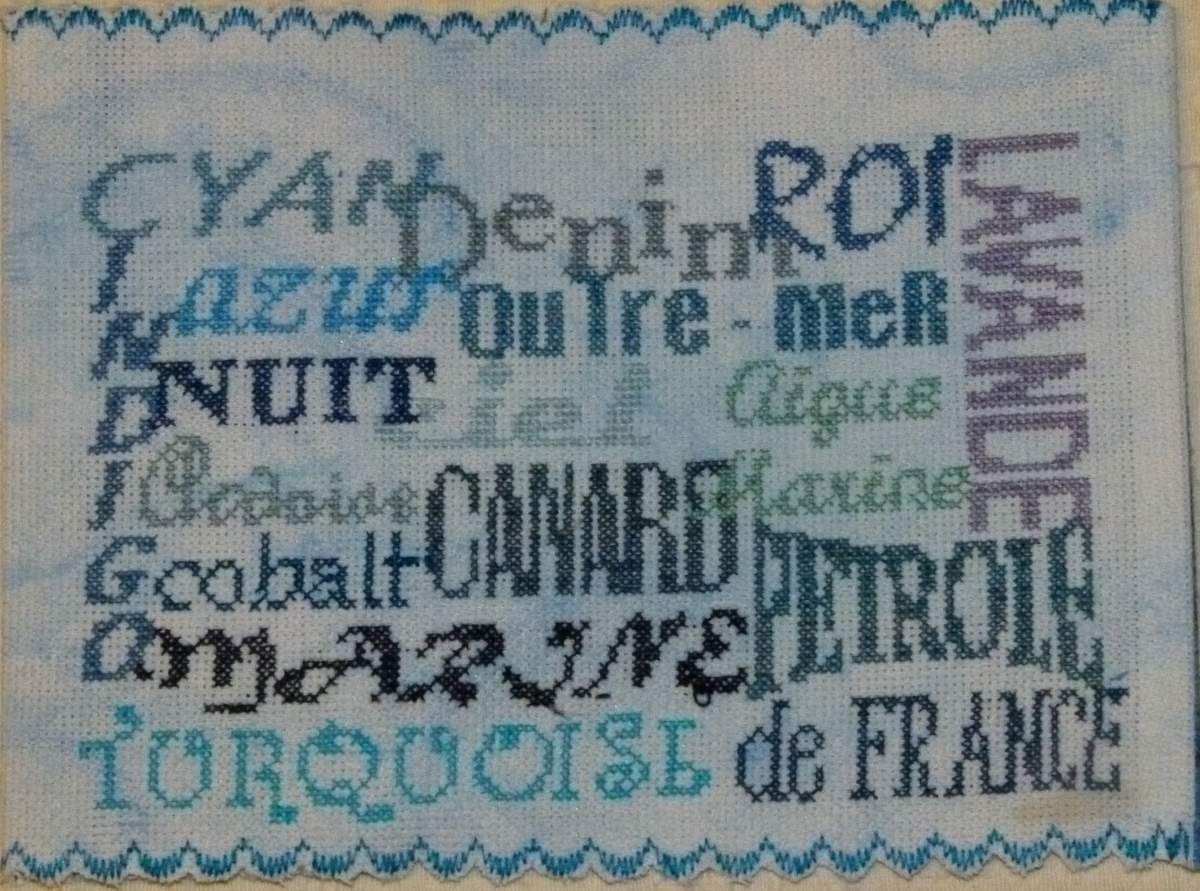 CYAN Denim ROI
LAVANDE
INDIGO
azur OuTre-meR
NUIT ciel Aigue
CANARD Marine
cobalt PETROLE
MARINE
TURQUOISE de FRANCE